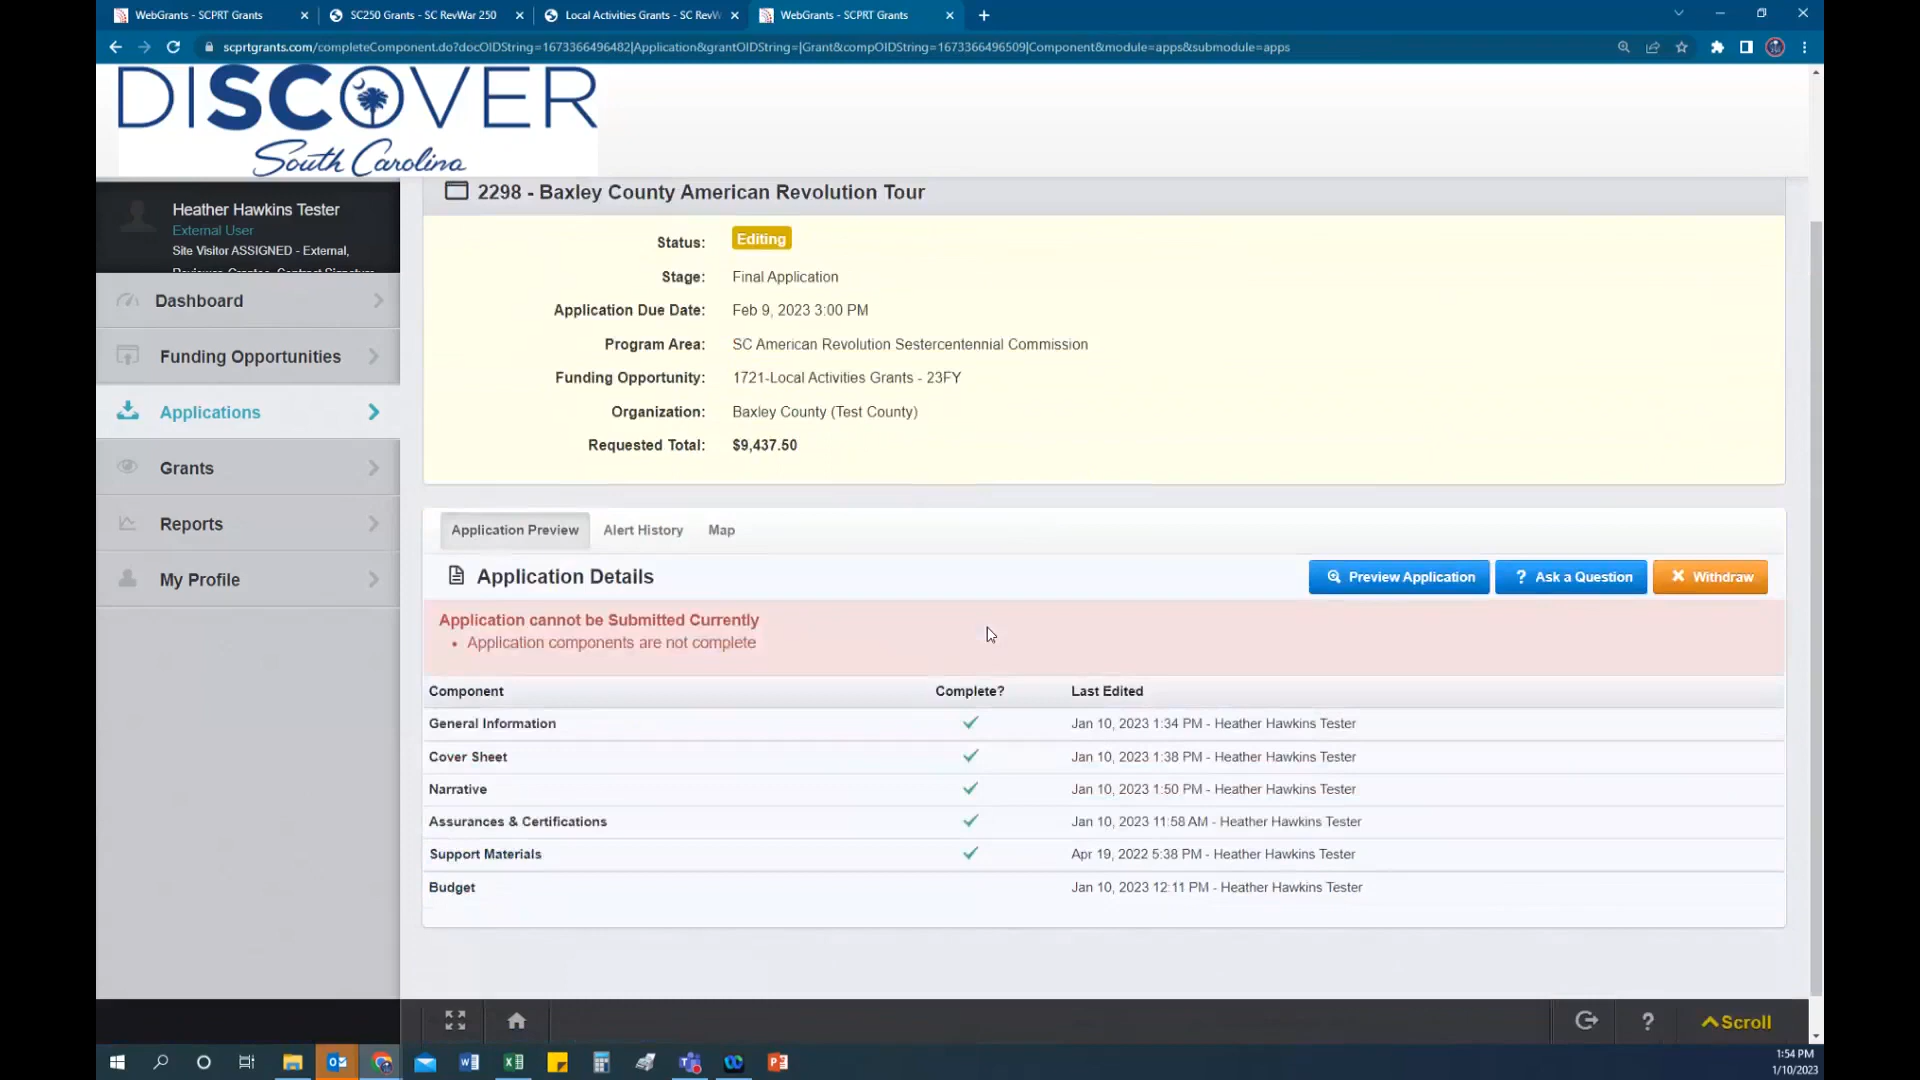 WebGrants - SCPRT Grants
SC250 Grants - SC RevWar 250
Local Activities Grants - SC RevW
WebGrants - SCPRT Grants
scprtgrants.com/completeComponent.do?docOIDString=1673366496482|Application&grantOIDString=|Grant&compOIDString=1673366496509|Component&module=apps&submodule=apps
DISCOVER
South Carolina
Heather Hawkins Tester
External User
Site Visitor ASSIGNED - External,
Reviewer, Grantee, Contract Signature
Dashboard
Funding Opportunities
Applications
Grants
Reports
My Profile
2298 - Baxley County American Revolution Tour
Status: Editing
Stage: Final Application
Application Due Date: Feb 9, 2023 3:00 PM
Program Area: SC American Revolution Sestercentennial Commission
Funding Opportunity: 1721-Local Activities Grants - 23FY
Organization: Baxley County (Test County)
Requested Total: $9,437.50
Application Preview Alert History Map
Application Details
Preview Application
? Ask a Question
Withdraw
Application cannot be Submitted Currently
• Application components are not complete
Component Complete? Last Edited
General Information ✓ Jan 10, 2023 1:34 PM - Heather Hawkins Tester
Cover Sheet ✓ Jan 10, 2023 1:38 PM - Heather Hawkins Tester
Narrative ✓ Jan 10, 2023 1:50 PM - Heather Hawkins Tester
Assurances & Certifications ✓ Jan 10, 2023 11:58 AM - Heather Hawkins Tester
Support Materials ✓ Apr 19, 2022 5:38 PM - Heather Hawkins Tester
Budget Jan 10, 2023 12:11 PM - Heather Hawkins Tester
? Scroll
1:54 PM
1/10/2023